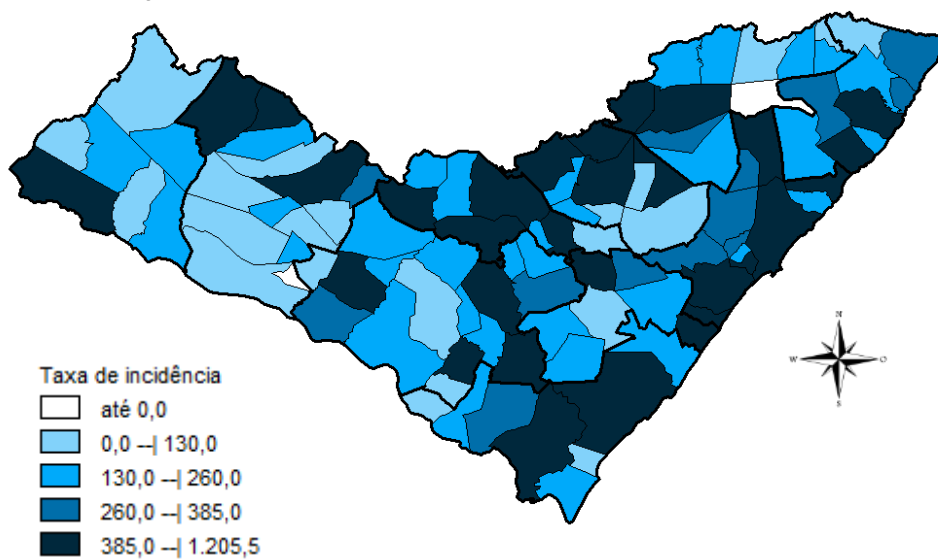 Taxa de incidência
até 0,0
0,0 --| 130,0
130,0 --| 260,0
260,0 --| 385,0
385,0 --| 1.205,5
N
W
O
S